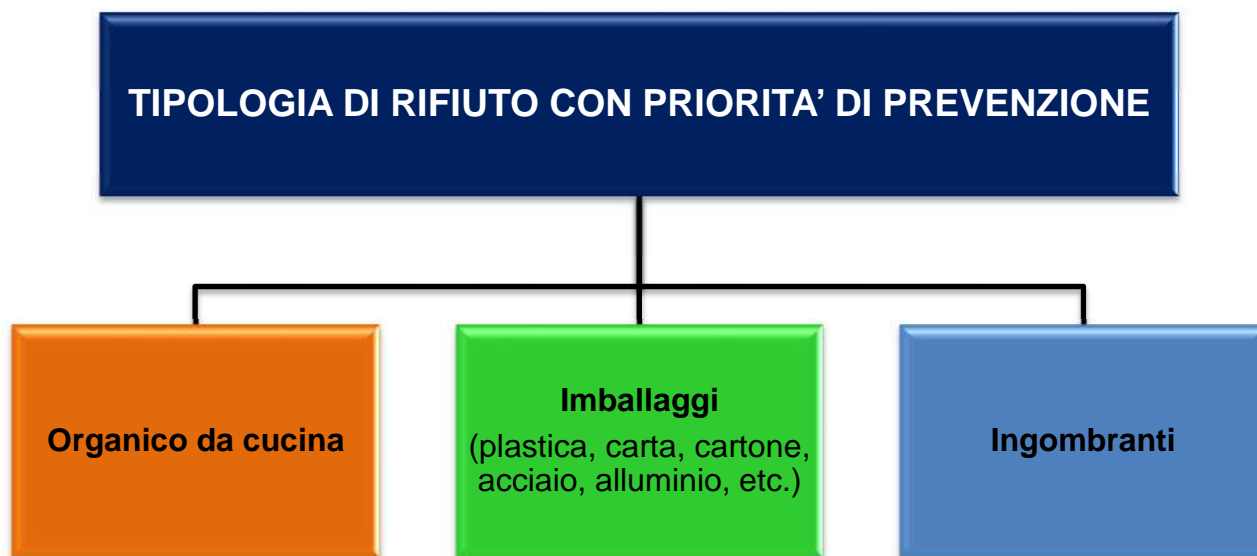 TIPOLOGIA DI RIFIUTO CON PRIORITA’ DI PREVENZIONE
Organico da cucina
Imballaggi
(plastica, carta, cartone,
acciaio, alluminio, etc.)
Ingombranti